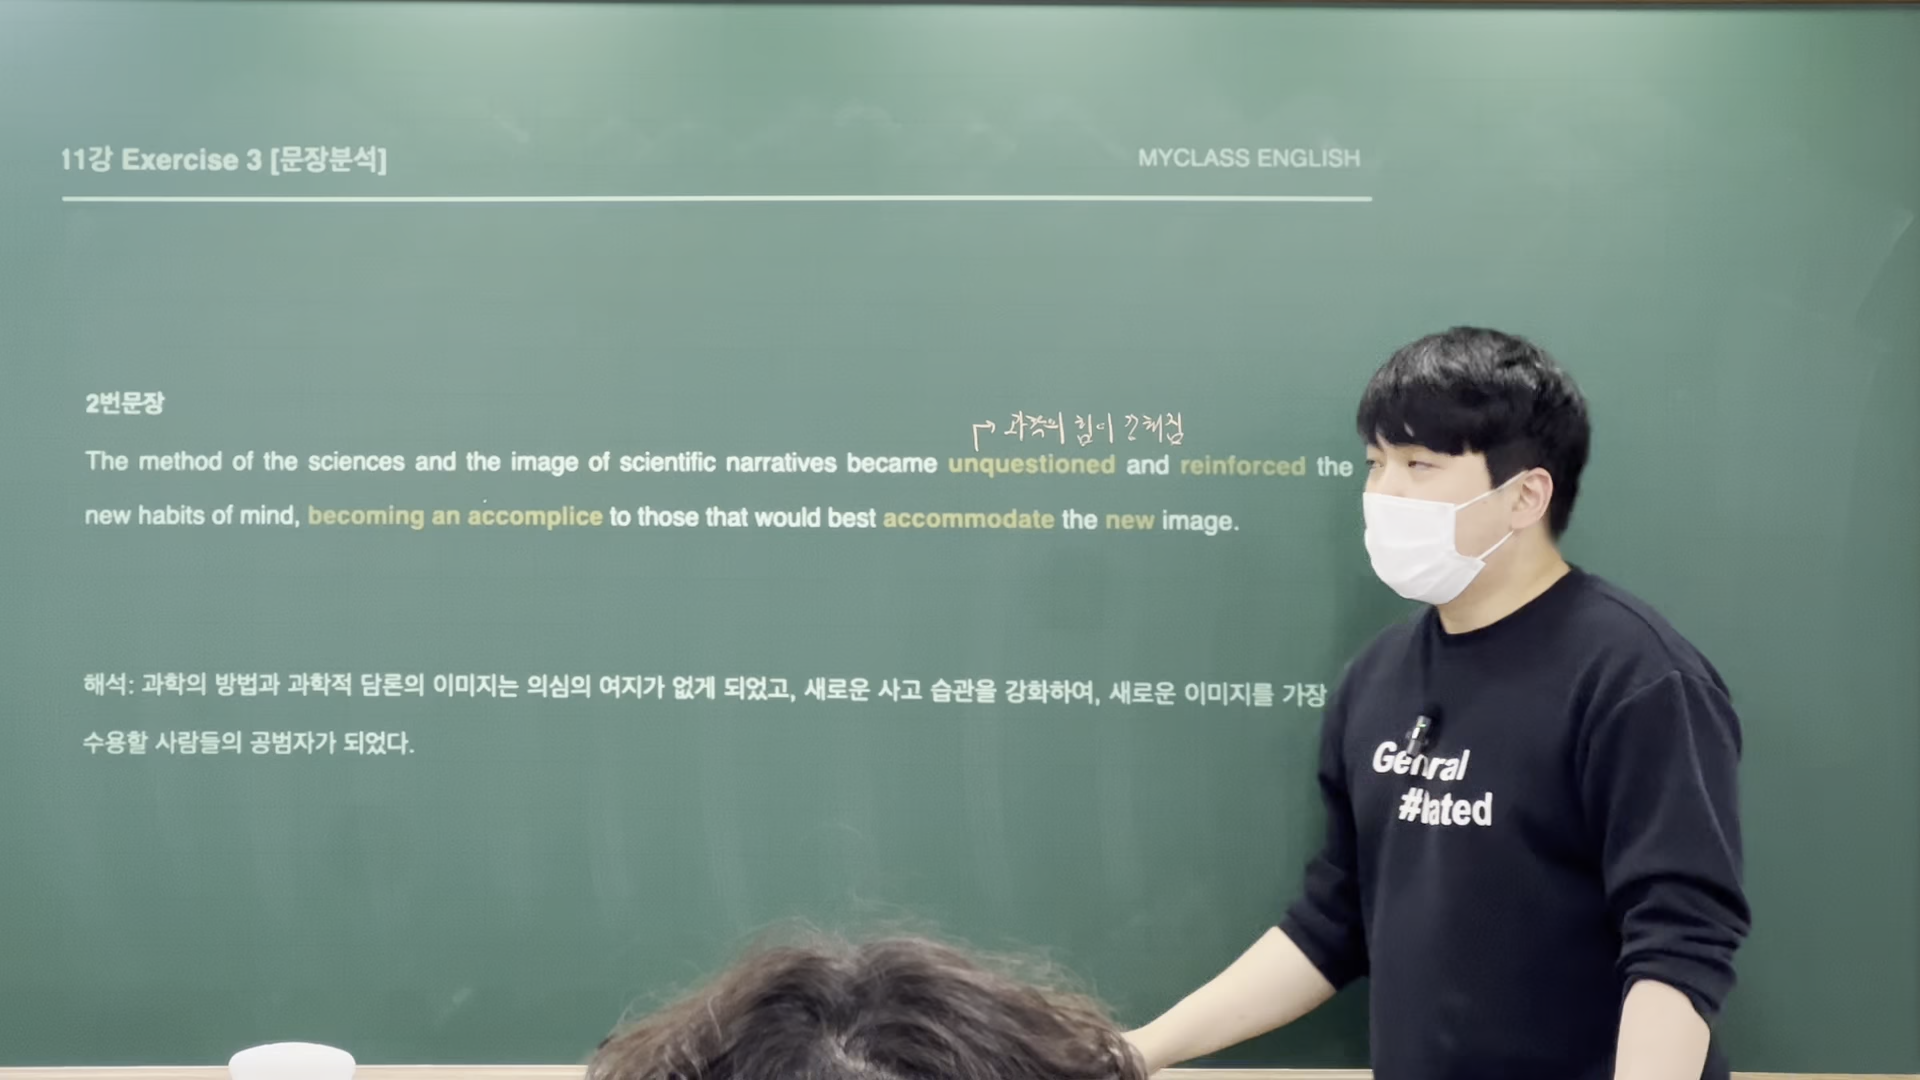 11강 Exercise 3 [문장분석]
MYCLASS ENGLISH
2번문장
과학의 힘이 강해짐
The method of the sciences and the image of scientific narratives became unquestioned and reinforced the
new habits of mind, becoming an accomplice to those that would best accommodate the new image.
해석: 과학의 방법과 과학적 담론의 이미지는 의심의 여지가 없게 되었고, 새로운 사고 습관을 강화하여, 새로운 이미지를 가장
수용할 사람들의 공범자가 되었다.
General
#